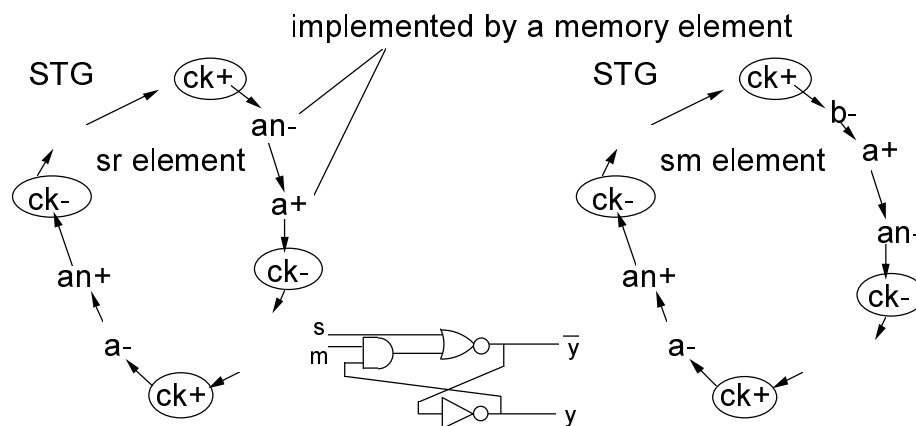 implemented by a memory element
STG
ck+
an-
sr element
a+
ck-
ck-
an+
a-
ck+
s
m
y̅
y
STG
ck+
b-
a+
sm element
ck-
an-
an+
ck-
a-
ck+